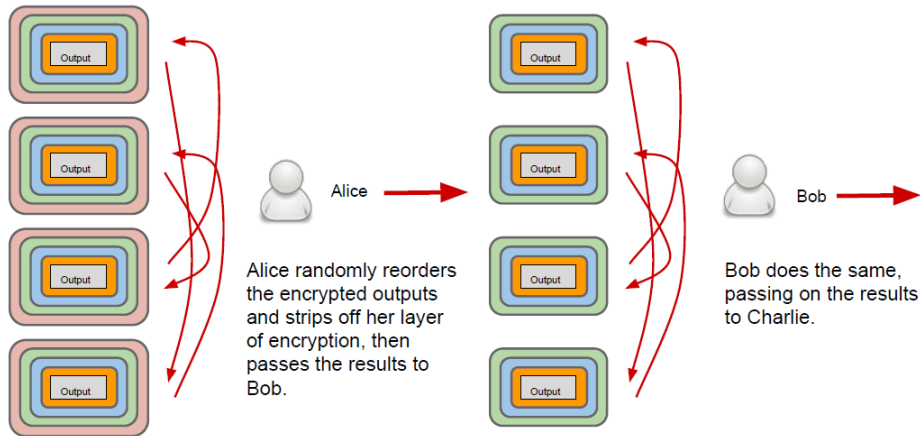 Output
Output
Output
Output
Alice
Alice randomly reorders
the encrypted outputs
and strips off her layer
of encryption, then
passes the results to
Bob.
Output
Output
Output
Output
Bob
Bob does the same,
passing on the results
to Charlie.